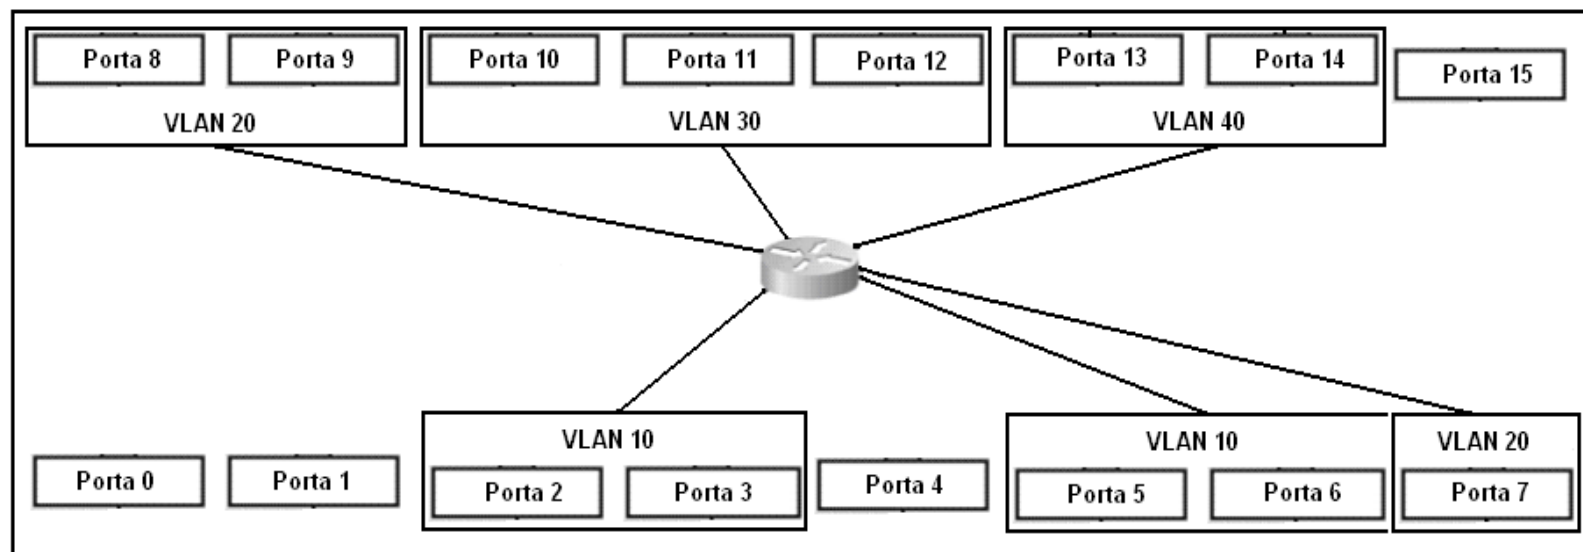 Porta 8 Porta 9 Porta 10 Porta 11 Porta 12 Porta 13 Porta 14 Porta 15
VLAN 20 VLAN 30 VLAN 40
VLAN 10 VLAN 10 VLAN 20
Porta 0 Porta 1 Porta 2 Porta 3 Porta 4 Porta 5 Porta 6 Porta 7